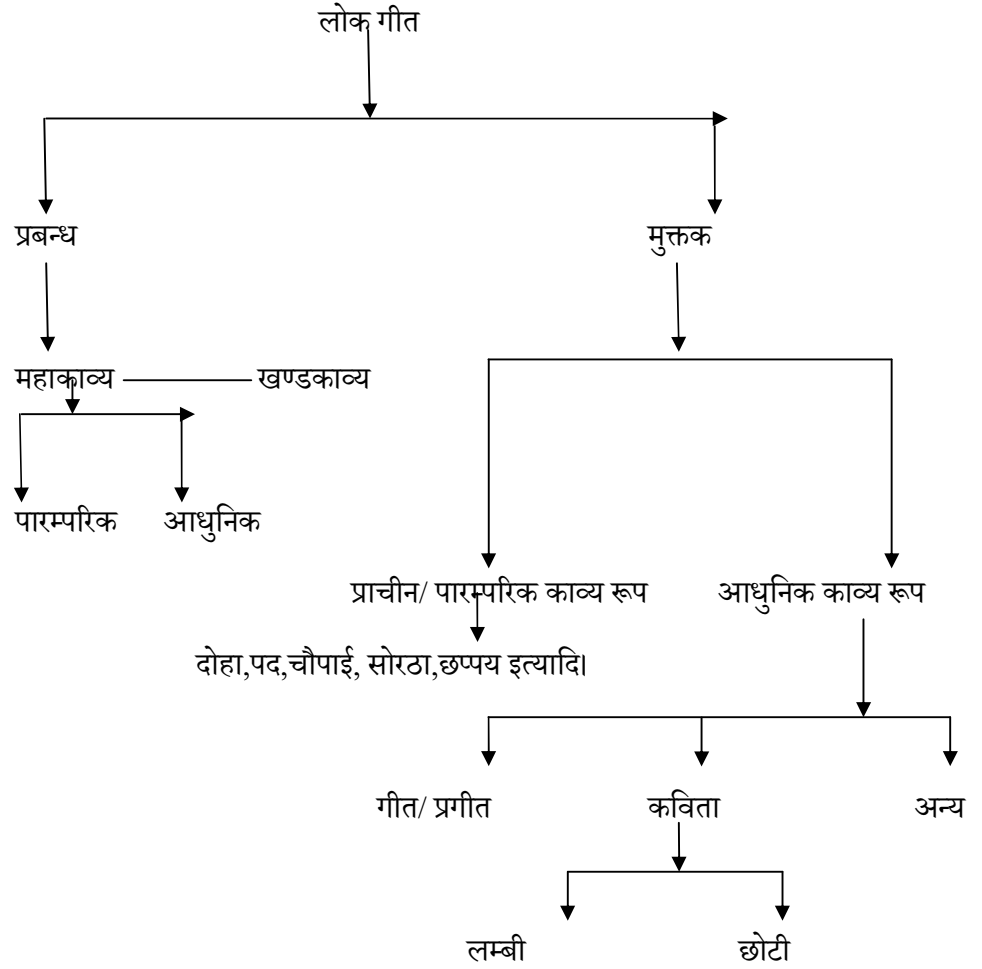 लोक गीत
प्रबन्ध मुक्तक
महाकाव्य खण्डकाव्य
पारम्परिक आधुनिक
प्राचीन/ पारम्परिक काव्य रूप आधुनिक काव्य रूप
दोहा,पद,चौपाई, सोरठा,छप्पय इत्यादि।
गीत/ प्रगीत कविता अन्य
लम्बी छोटी